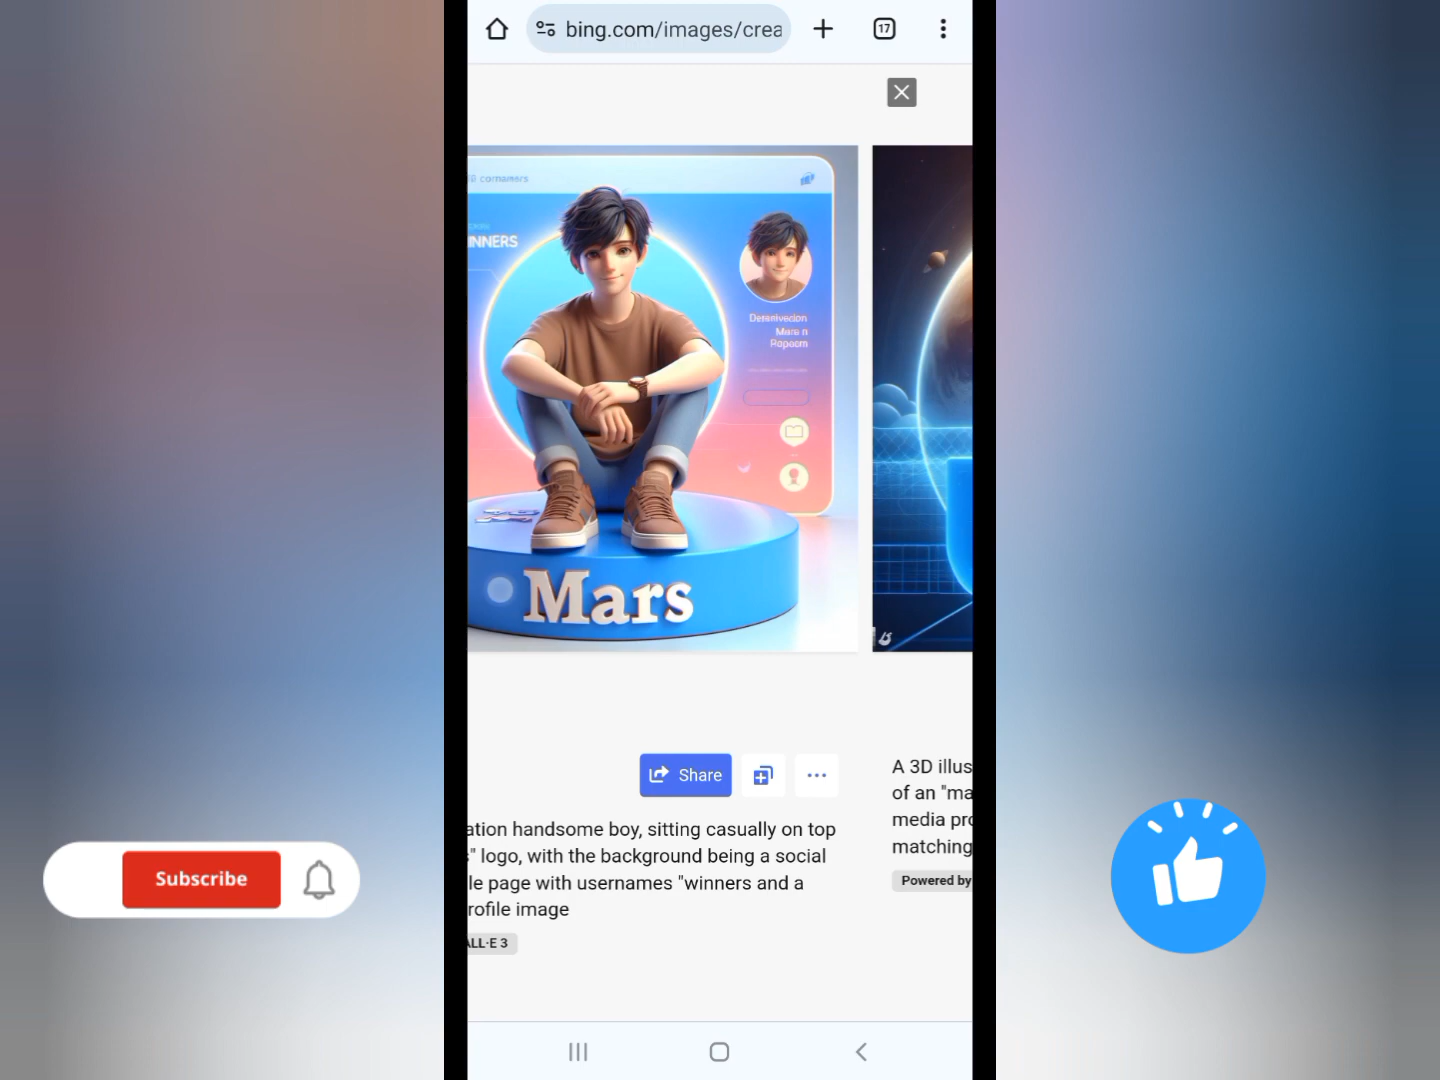 bing.com/images/crea
17
cornamers
INNERS
Mars
Share
A 3D illus
of an "ma
media pro
matching
Powered by
ation handsome boy, sitting casually on top
s" logo, with the background being a social
le page with usernames "winners and a
rofile image
ALL·E 3
Subscribe